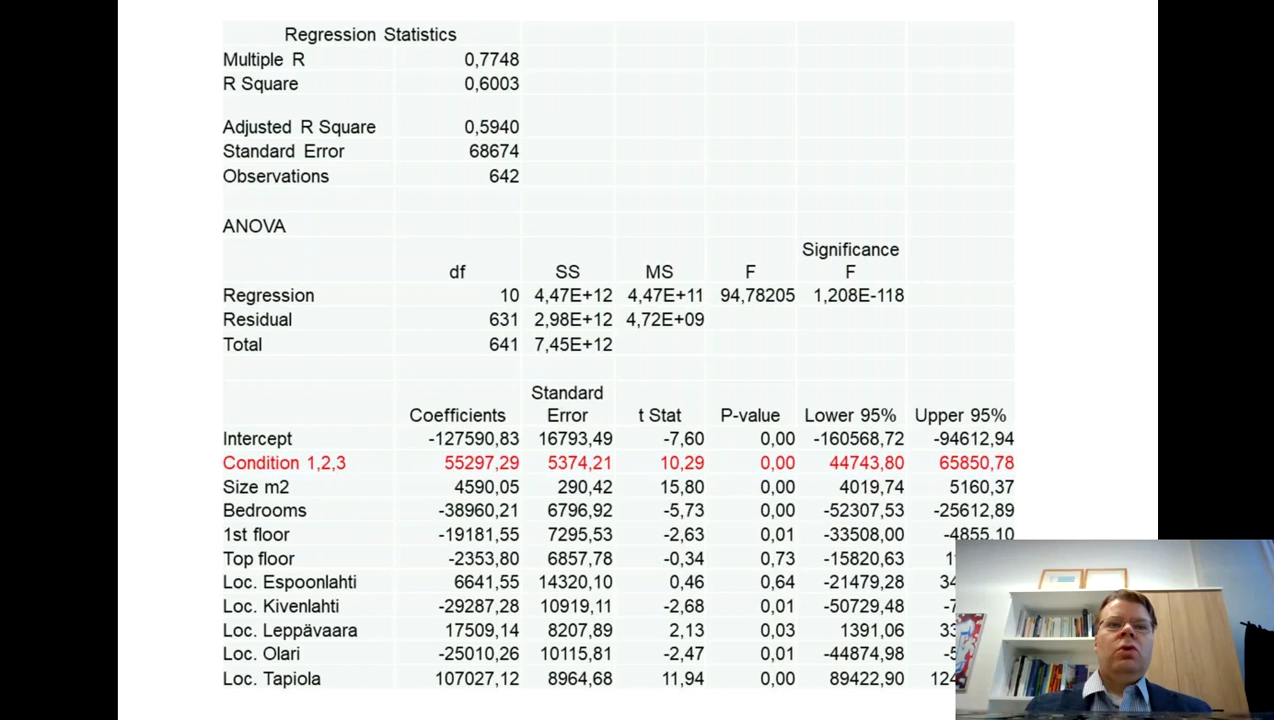 Regression Statistics
Multiple R 0,7748
R Square 0,6003
Adjusted R Square 0,5940
Standard Error 68674
Observations 642
ANOVA
df SS MS F Significance F
Regression 10 4,47E+12 4,47E+11 94,78205 1,208E-118
Residual 631 2,98E+12 4,72E+09
Total 641 7,45E+12
Coefficients Standard Error t Stat P-value Lower 95% Upper 95%
Intercept -127590,83 16793,49 -7,60 0,00 -160568,72 -94612,94
Condition 1,2,3 55297,29 5374,21 10,29 0,00 44743,80 65850,78
Size m2 4590,05 290,42 15,80 0,00 4019,74 5160,37
Bedrooms -38960,21 6796,92 -5,73 0,00 -52307,53 -25612,89
1st floor -19181,55 7295,53 -2,63 0,01 -33508,00 -4855,10
Top floor -2353,80 6857,78 -0,34 0,73 -15820,63
Loc. Espoonlahti 6641,55 14320,10 0,46 0,64 -21479,28
Loc. Kivenlahti -29287,28 10919,11 -2,68 0,01 -50729,48
Loc. Leppävaara 17509,14 8207,89 2,13 0,03 1391,06
Loc. Olari -25010,26 10115,81 -2,47 0,01 -44874,98
Loc. Tapiola 107027,12 8964,68 11,94 0,00 89422,90